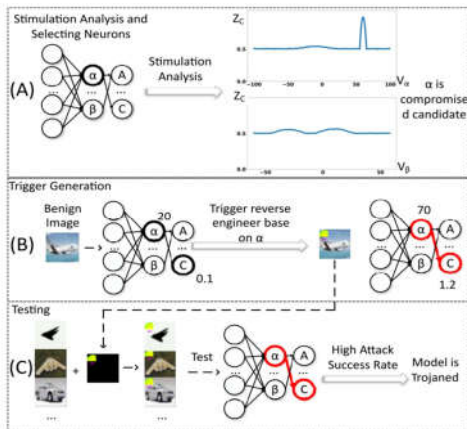 Stimulation Analysis and
Selecting Neurons
(A)
α
A
...
...
β
C
Stimulation
Analysis
Z_C
0.5
-100
-50
0
50
100
V_α
Z_C
0.5
-50
0
50
V_β
α is
compromise
d candidate
Trigger Generation
(B)
Benign
Image
20
α
A
...
...
β
C
0.1
Trigger reverse
engineer base
on α
70
α
A
...
...
β
C
1.2
Testing
(C)
+
...
...
Test
α
A
...
...
β
C
High Attack
Success Rate
Model is
Trojaned